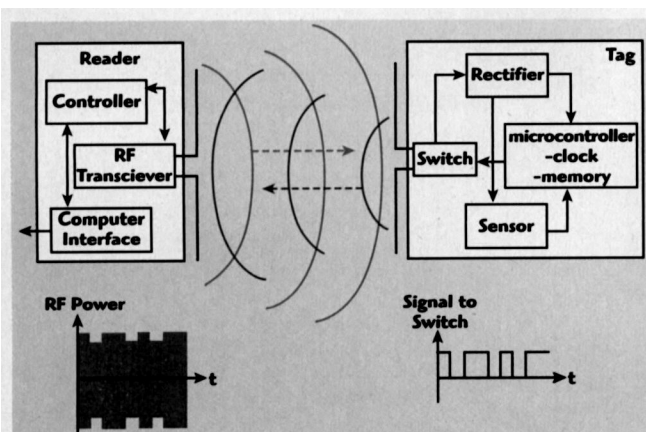 Reader
Controller
RF
Transciever
Computer
Interface
Tag
Rectifier
Switch
microcontroller
-clock
-memory
Sensor
RF Power
t
Signal to
Switch
t